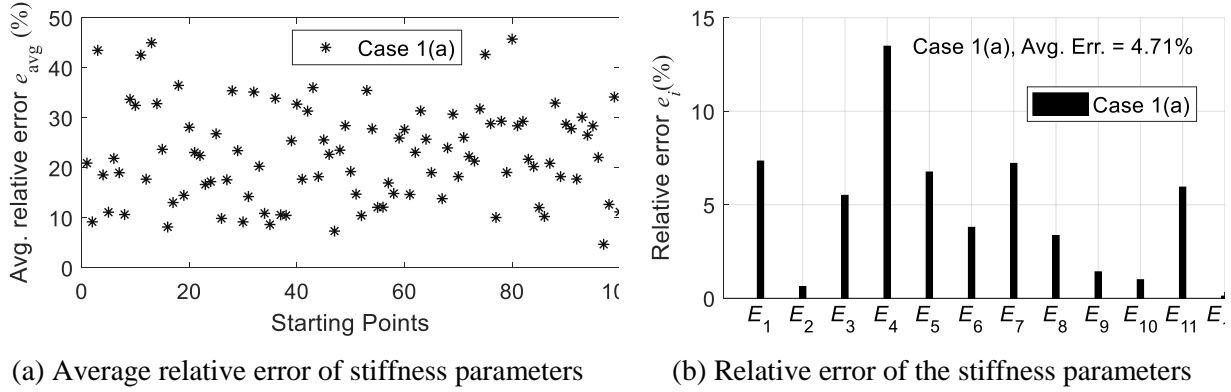 Avg. relative error e_avg (%)
50
40
30
20
10
0
Case 1(a)
0 20 40 60 80 10
Starting Points
(a) Average relative error of stiffness parameters
Relative error e_i(%)
15
10
5
0
Case 1(a), Avg. Err. = 4.71%
Case 1(a)
E_1 E_2 E_3 E_4 E_5 E_6 E_7 E_8 E_9 E_10 E_11 E_1
(b) Relative error of the stiffness parameters